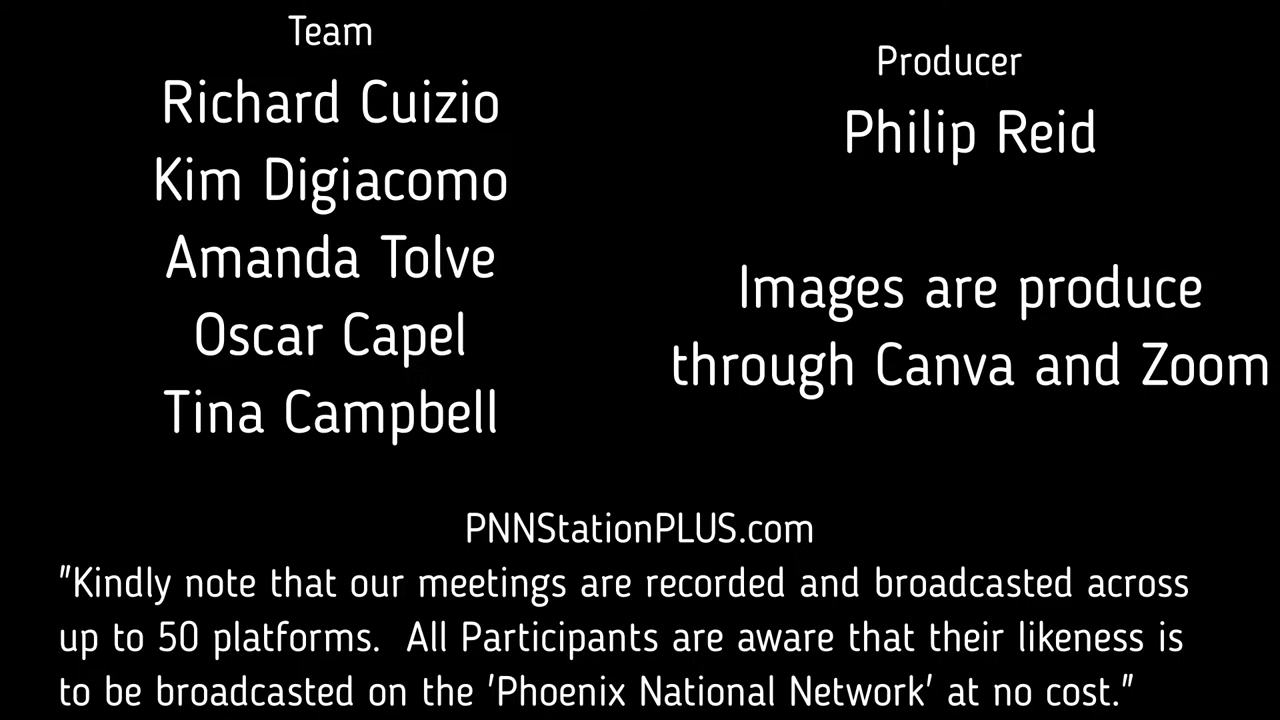 Team
Richard Cuizio
Kim Digiacomo
Amanda Tolve
Oscar Capel
Tina Campbell
Producer
Philip Reid
Images are produce
through Canva and Zoom
PNNStationPLUS.com
"Kindly note that our meetings are recorded and broadcasted across
up to 50 platforms.  All Participants are aware that their likeness is
to be broadcasted on the 'Phoenix National Network' at no cost."